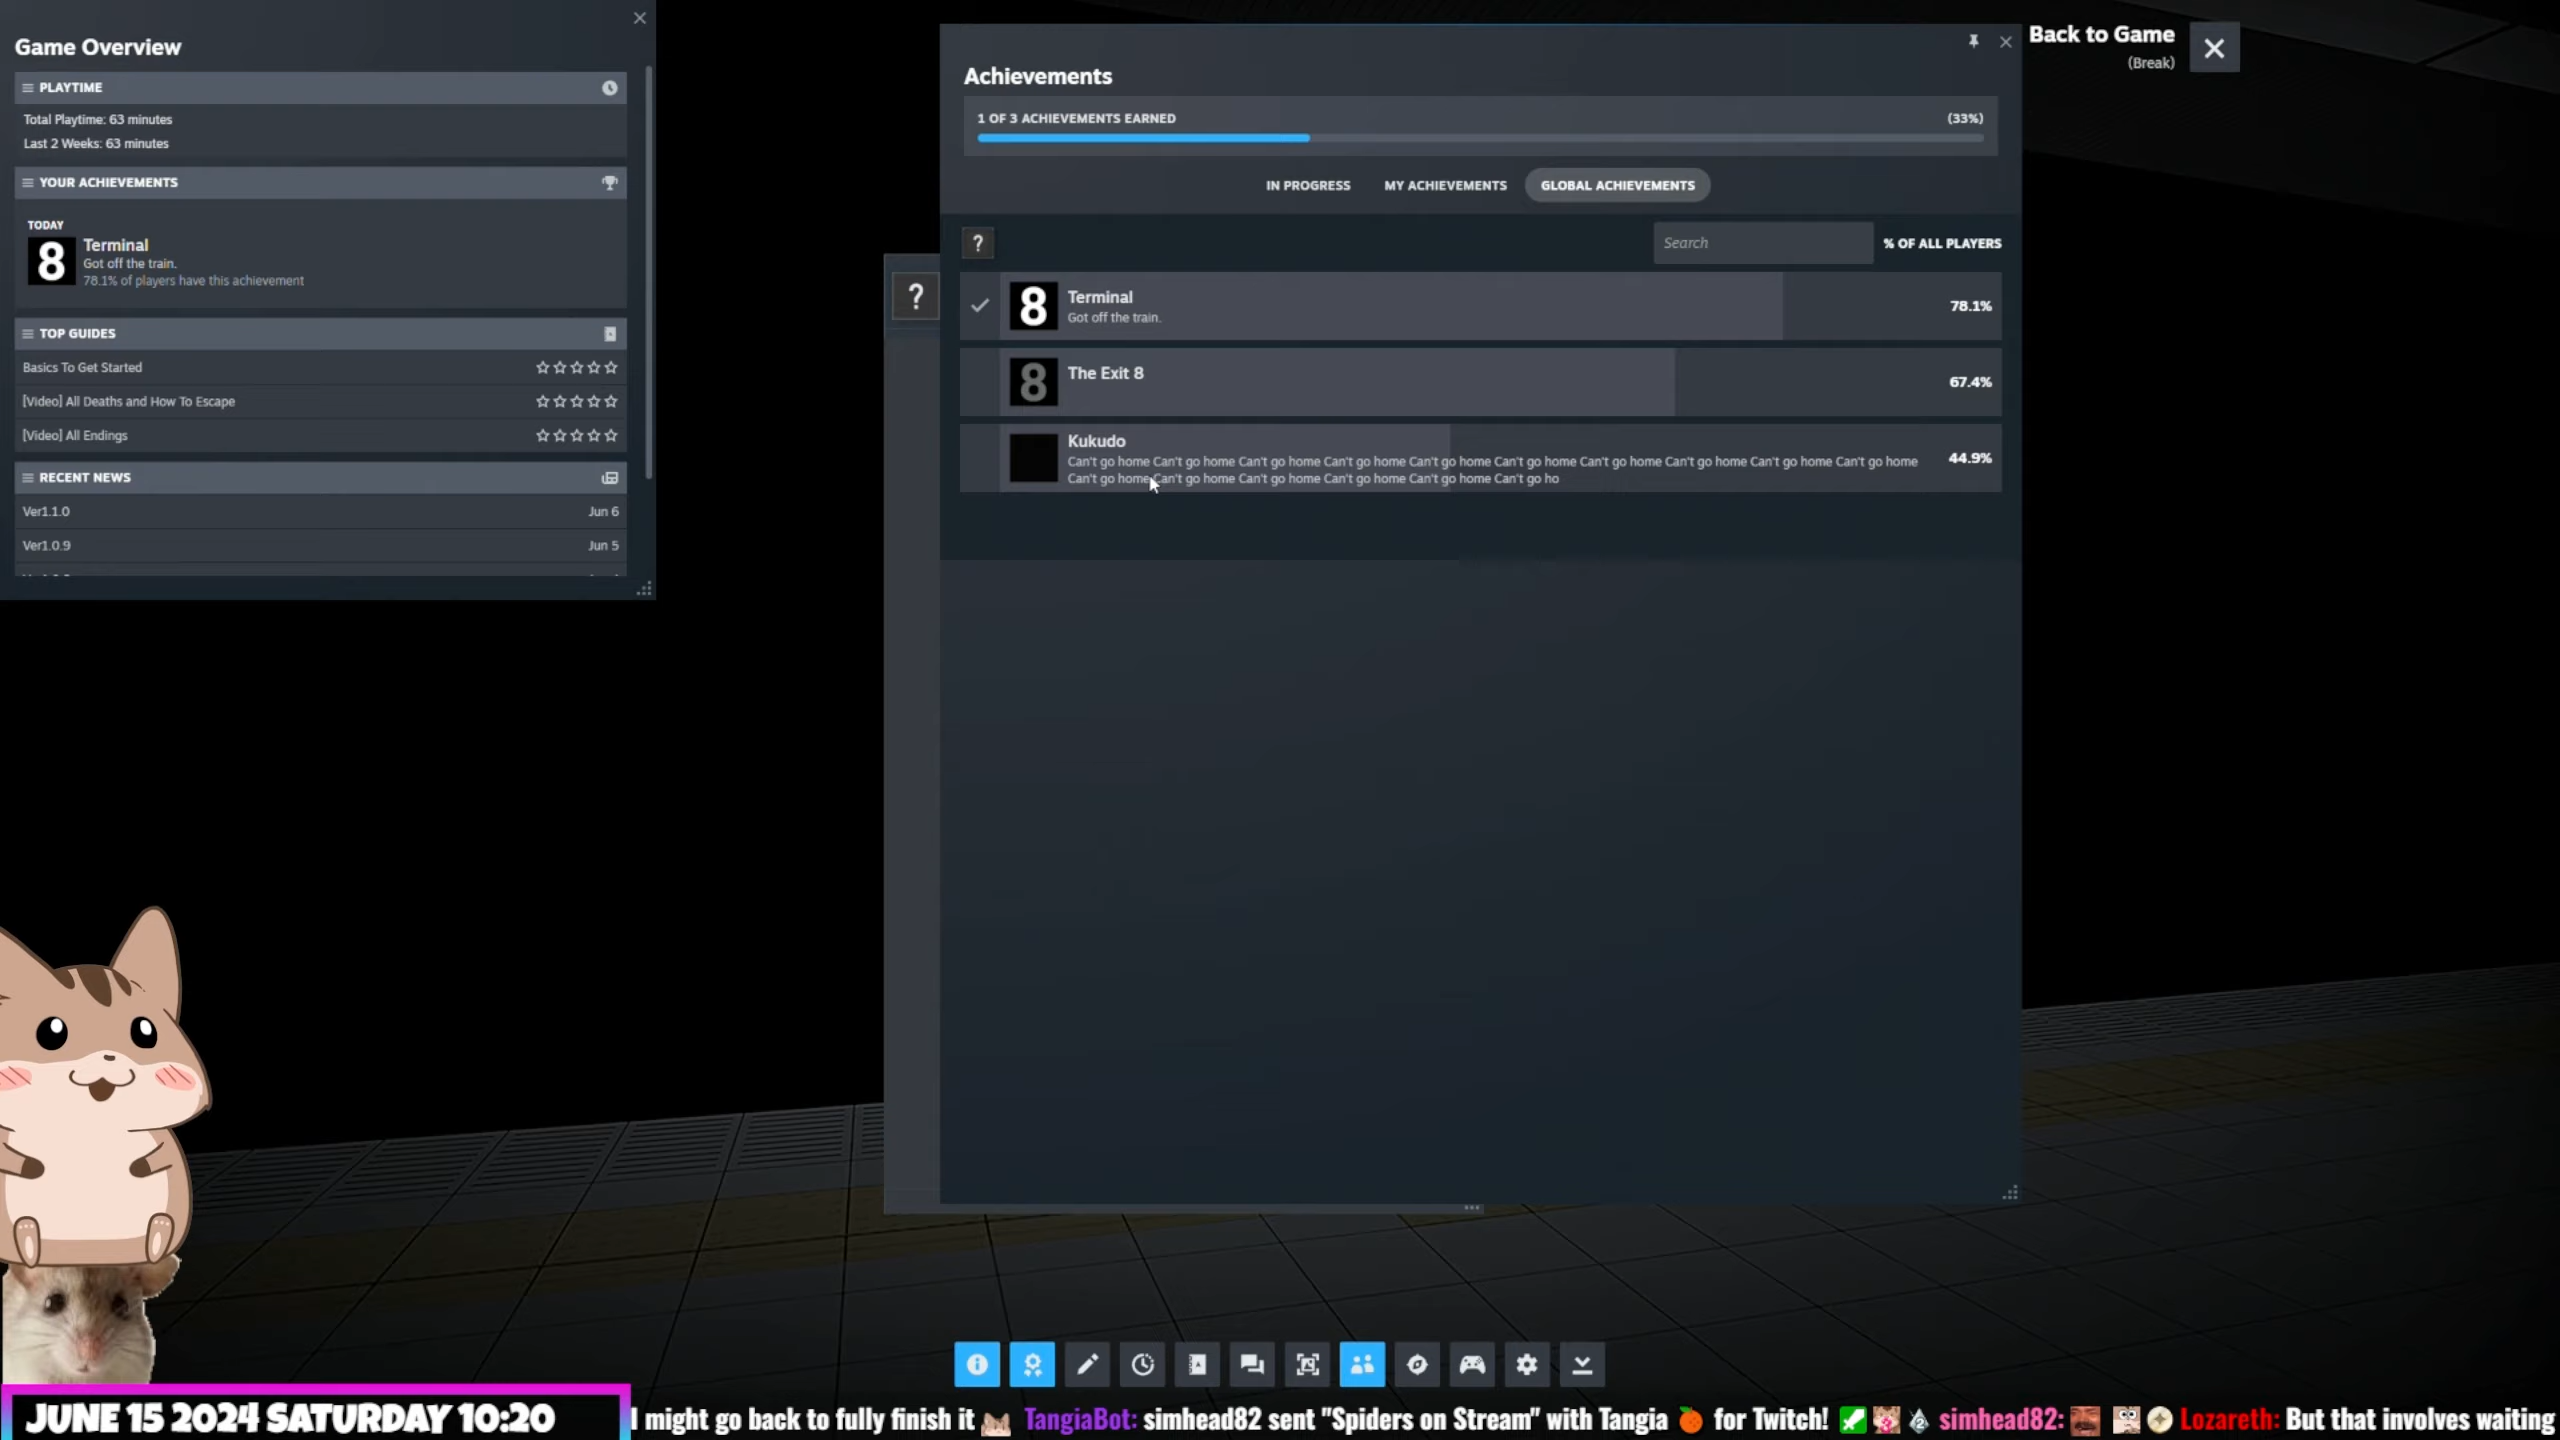 Game Overview
PLAYTIME
Total Playtime: 63 minutes
Last 2 Weeks: 63 minutes
YOUR ACHIEVEMENTS
TODAY
8
Terminal
Got off the train.
78.1% of players have this achievement
TOP GUIDES
Basics To Get Started
[Video] All Deaths and How To Escape
[Video] All Endings
RECENT NEWS
Ver1.1.0 Jun 6
Ver1.0.9 Jun 5
Back to Game
(Break)
Achievements
1 OF 3 ACHIEVEMENTS EARNED (33%)
IN PROGRESS MY ACHIEVEMENTS GLOBAL ACHIEVEMENTS
? Search % OF ALL PLAYERS
?
8 Terminal 78.1%
Got off the train.
8 The Exit 8 67.4%
Kukudo 44.9%
Can't go home Can't go home Can't go home Can't go home Can't go home Can't go home Can't go home Can't go home Can't go home Can't go home
Can't go home Can't go home Can't go home Can't go home Can't go home Can't go ho
JUNE 15 2024 SATURDAY 10:20
I might go back to fully finish it TangiaBot: simhead82 sent "Spiders on Stream" with Tangia 🍊 for Twitch! simhead82: Lozareth: But that involves waiting